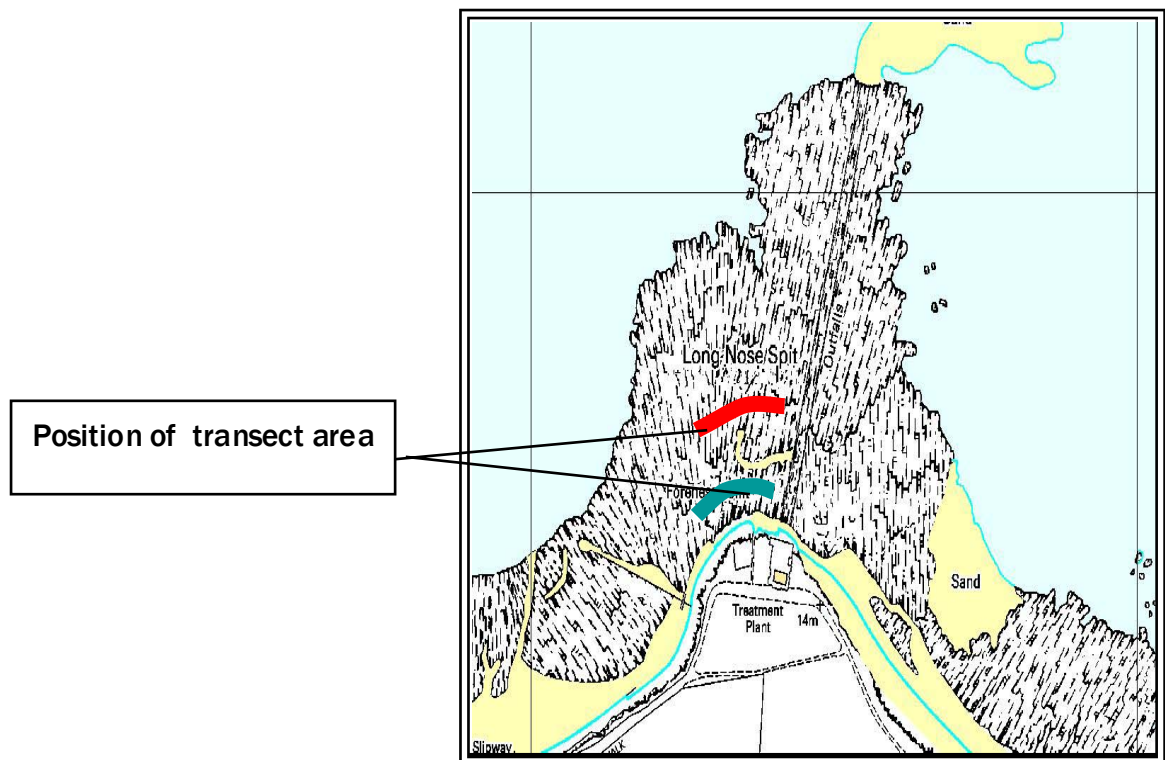 Sand
Outfalls
Long Nose Spit
Position of transect area
Sand
Treatment
Plant
14m
Slipway